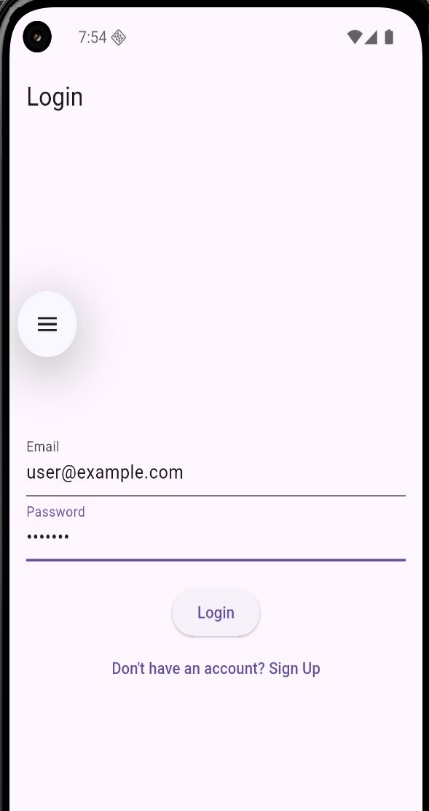 7:54
Login
Email
user@example.com
Password
•••••••
Login
Don't have an account? Sign Up